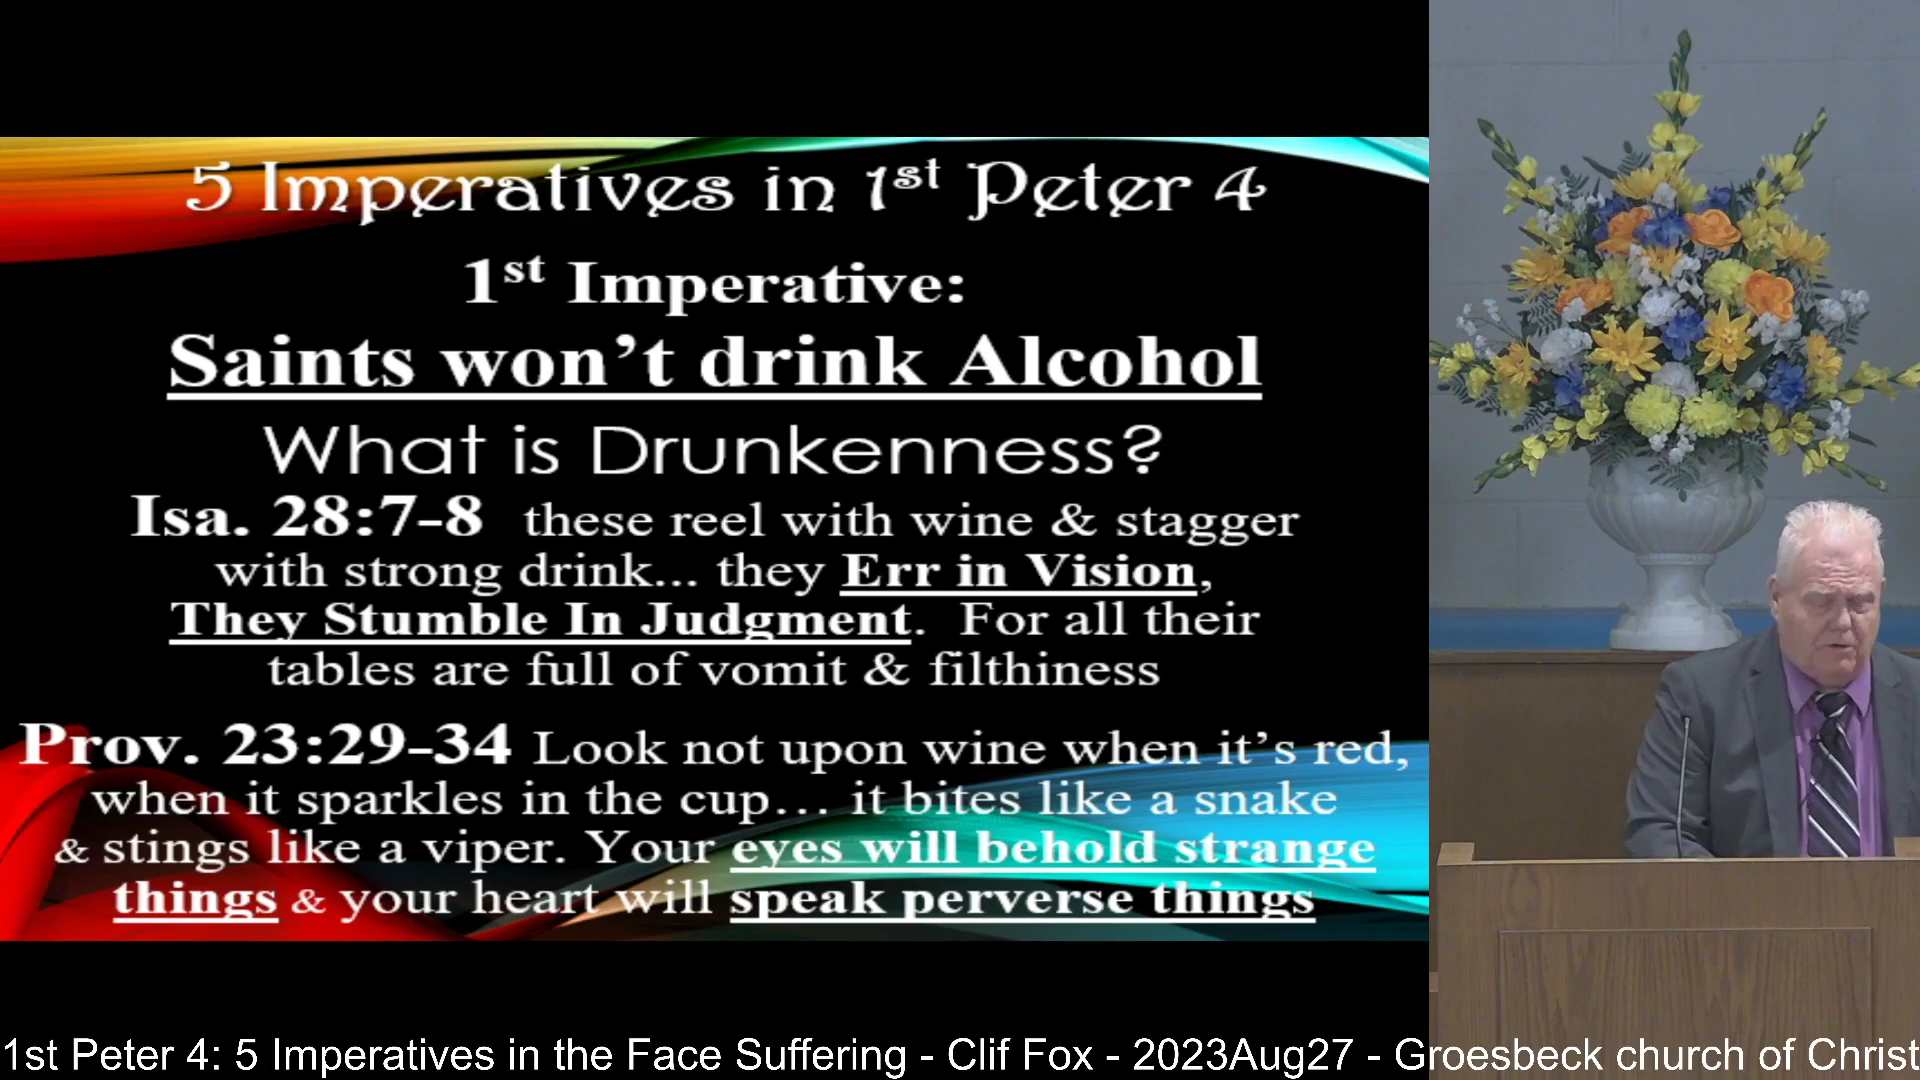 5 Imperatives in 1st Peter 4
1st Imperative:
Saints won’t drink Alcohol
What is Drunkenness?
Isa. 28:7-8 these reel with wine & stagger
with strong drink... they Err in Vision,
They Stumble In Judgment. For all their
tables are full of vomit & filthiness
Prov. 23:29-34 Look not upon wine when it’s red,
when it sparkles in the cup… it bites like a snake
& stings like a viper. Your eyes will behold strange
things & your heart will speak perverse things
1st Peter 4: 5 Imperatives in the Face Suffering - Clif Fox - 2023Aug27 - Groesbeck church of Christ